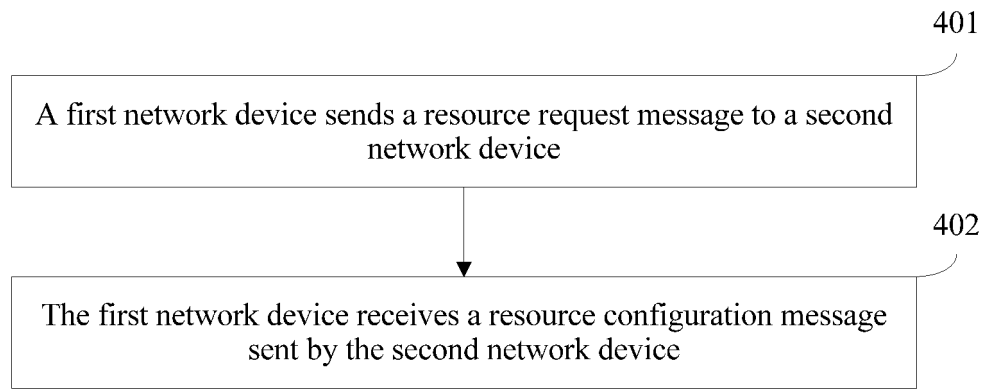 401
A first network device sends a resource request message to a second
network device
402
The first network device receives a resource configuration message
sent by the second network device